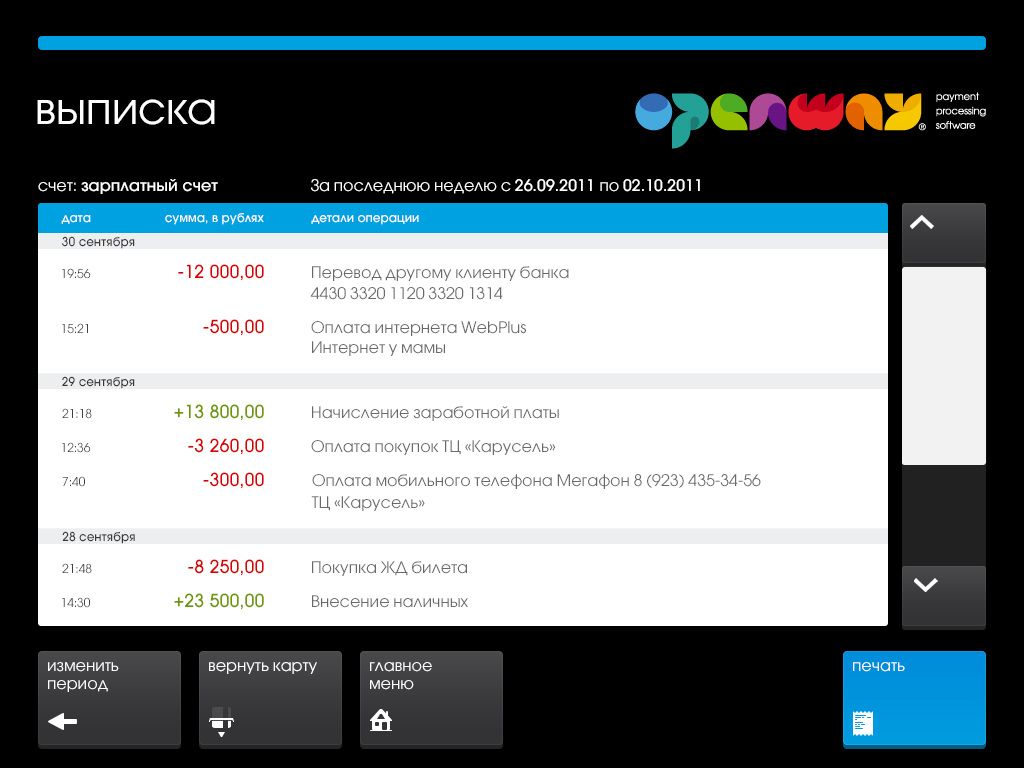 выписка
openway®
payment
processing
software
счет: зарплатный счет
За последнюю неделю с 26.09.2011 по 02.10.2011
дата сумма, в рублях детали операции
30 сентября
19:56 -12 000,00 Перевод другому клиенту банка
4430 3320 1120 3320 1314
15:21 -500,00 Оплата интернета WebPlus
Интернет у мамы
29 сентября
21:18 +13 800,00 Начисление заработной платы
12:36 -3 260,00 Оплата покупок ТЦ «Карусель»
7:40 -300,00 Оплата мобильного телефона Мегафон 8 (923) 435-34-56
ТЦ «Карусель»
28 сентября
21:48 -8 250,00 Покупка ЖД билета
14:30 +23 500,00 Внесение наличных
изменить
период
вернуть карту
главное
меню
печать